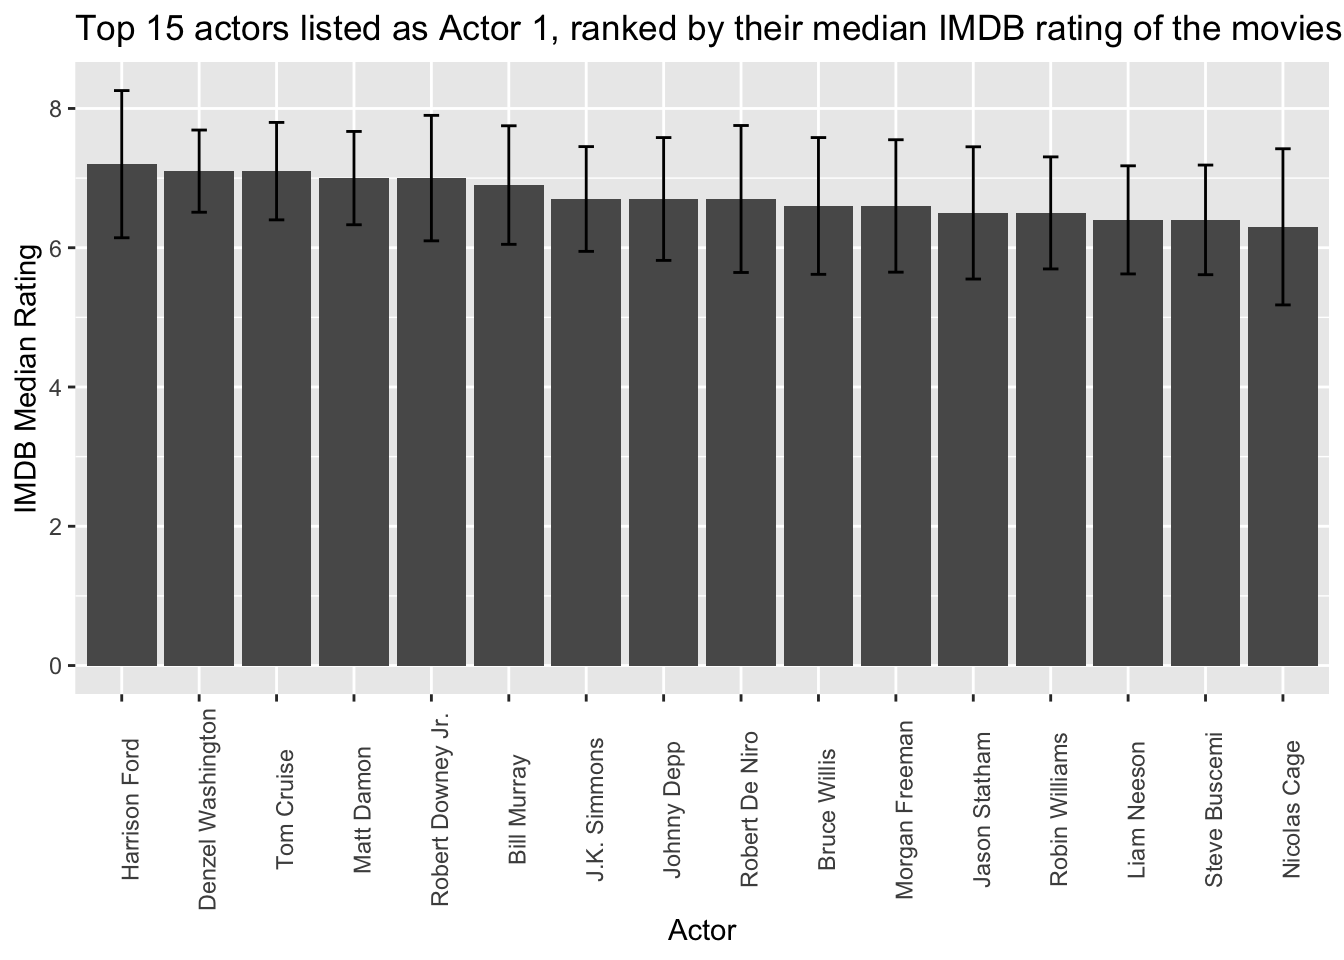 Top 15 actors listed as Actor 1, ranked by their median IMDB rating of the movies
IMDB Median Rating
8
6
4
2
0
Harrison Ford
Denzel Washington
Tom Cruise
Matt Damon
Robert Downey Jr.
Bill Murray
J.K. Simmons
Johnny Depp
Robert De Niro
Bruce Willis
Morgan Freeman
Jason Statham
Robin Williams
Liam Neeson
Steve Buscemi
Nicolas Cage
Actor